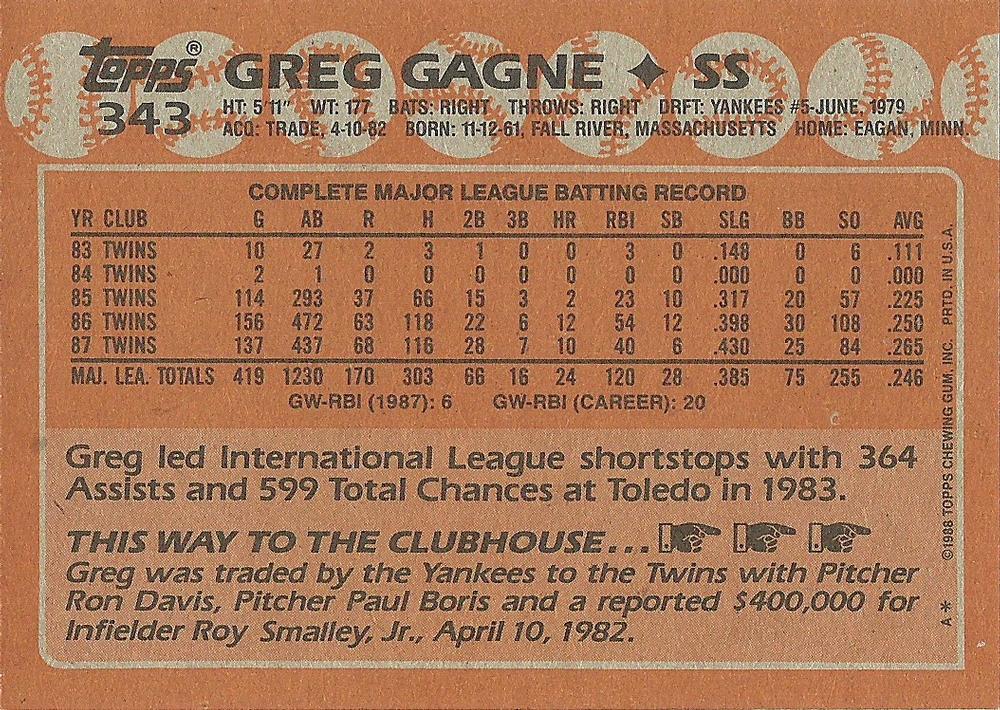 Topps® GREG GAGNE ✦ SS
343 HT: 5'11" WT: 177 BATS: RIGHT THROWS: RIGHT DRFT: YANKEES #5-JUNE, 1979
ACQ: TRADE, 4-10-82 BORN: 11-12-61, FALL RIVER, MASSACHUSETTS HOME: EAGAN, MINN.
COMPLETE MAJOR LEAGUE BATTING RECORD
YR CLUB G AB R H 2B 3B HR RBI SB SLG BB SO AVG
83 TWINS 10 27 2 3 1 0 0 3 0 .148 0 6 .111
84 TWINS 2 1 0 0 0 0 0 0 0 .000 0 0 .000
85 TWINS 114 293 37 66 15 3 2 23 10 .317 20 57 .225
86 TWINS 156 472 63 118 22 6 12 54 12 .398 30 108 .250
87 TWINS 137 437 68 116 28 7 10 40 6 .430 25 84 .265
MAJ. LEA. TOTALS 419 1230 170 303 66 16 24 120 28 .385 75 255 .246
GW-RBI (1987): 6 GW-RBI (CAREER): 20
Greg led International League shortstops with 364
Assists and 599 Total Chances at Toledo in 1983.
THIS WAY TO THE CLUBHOUSE...
Greg was traded by the Yankees to the Twins with Pitcher
Ron Davis, Pitcher Paul Boris and a reported $400,000 for
Infielder Roy Smalley, Jr., April 10, 1982.
A* ©1988 TOPPS CHEWING GUM, INC. PRTD. IN U.S.A.